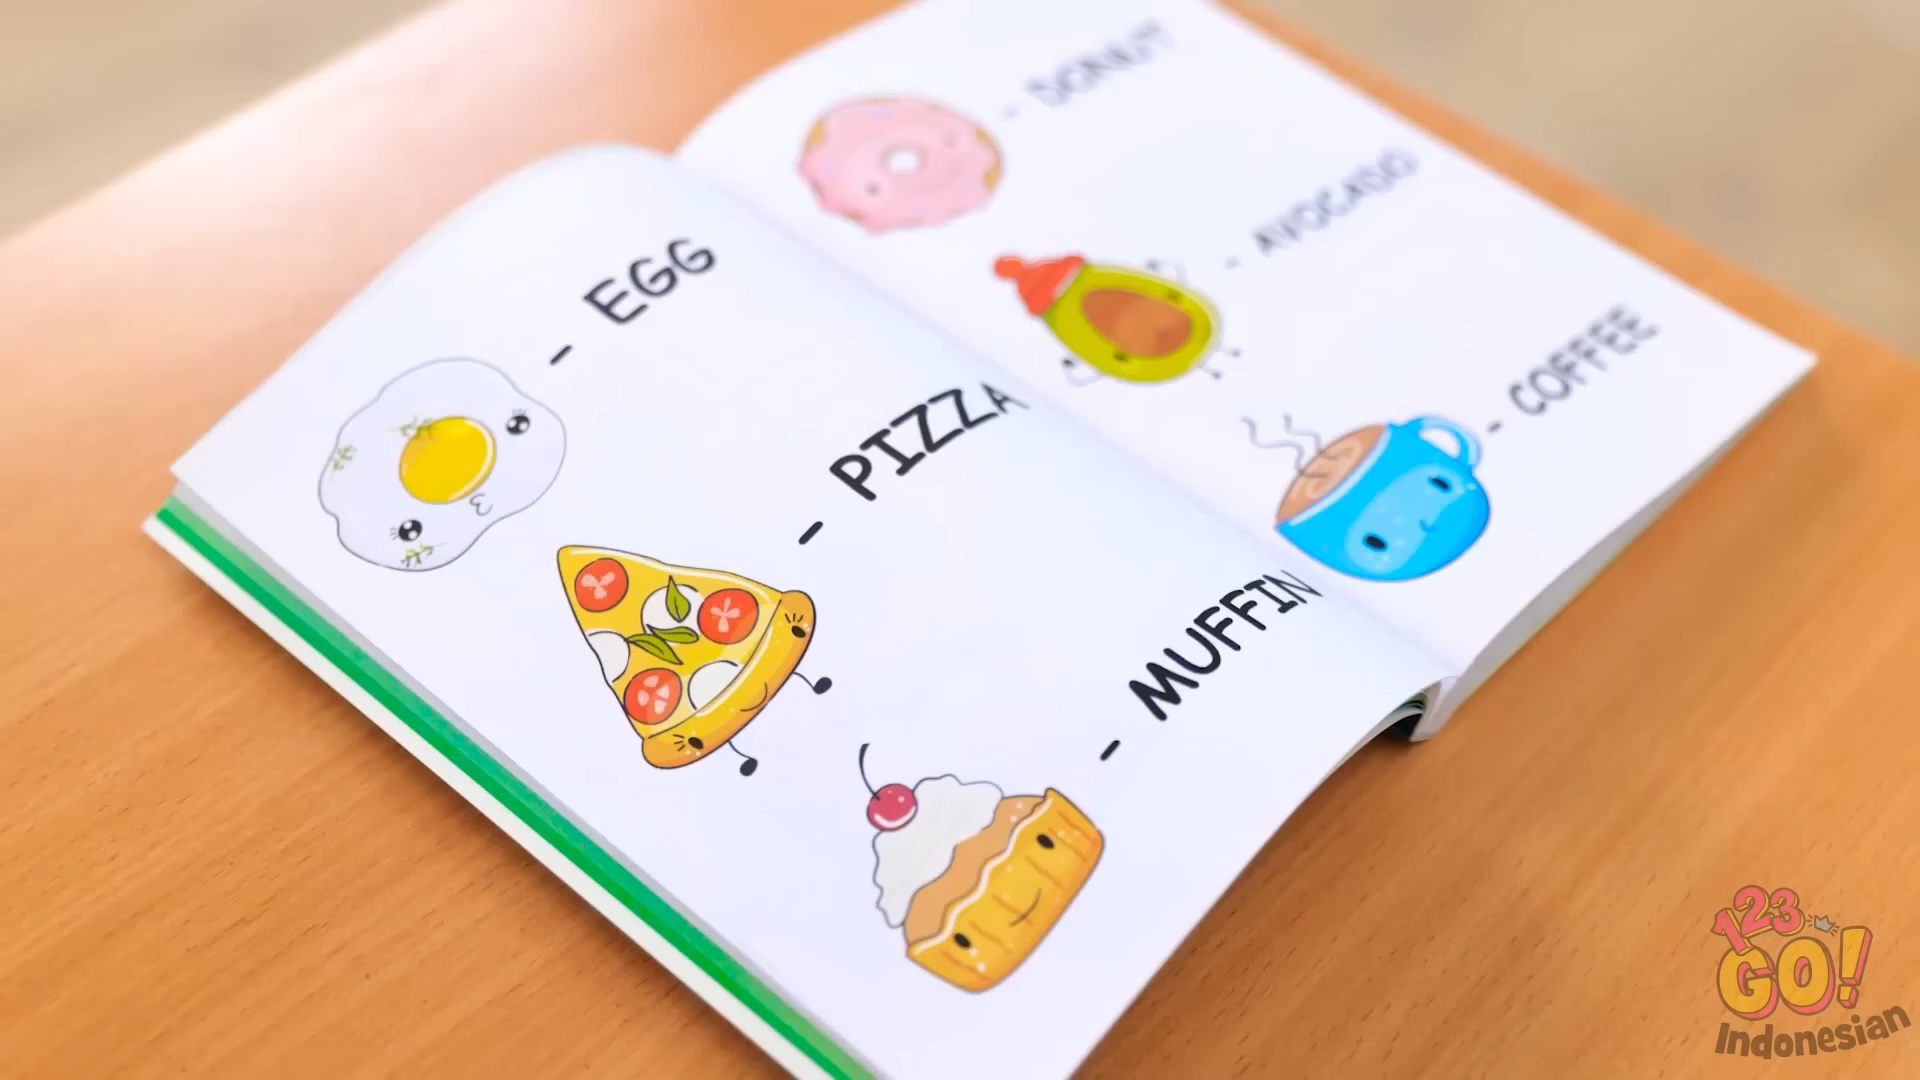 - EGG
- PIZZA
- MUFFIN
- DONUT
- AVOCADO
- COFFEE
123
GO!
Indonesian